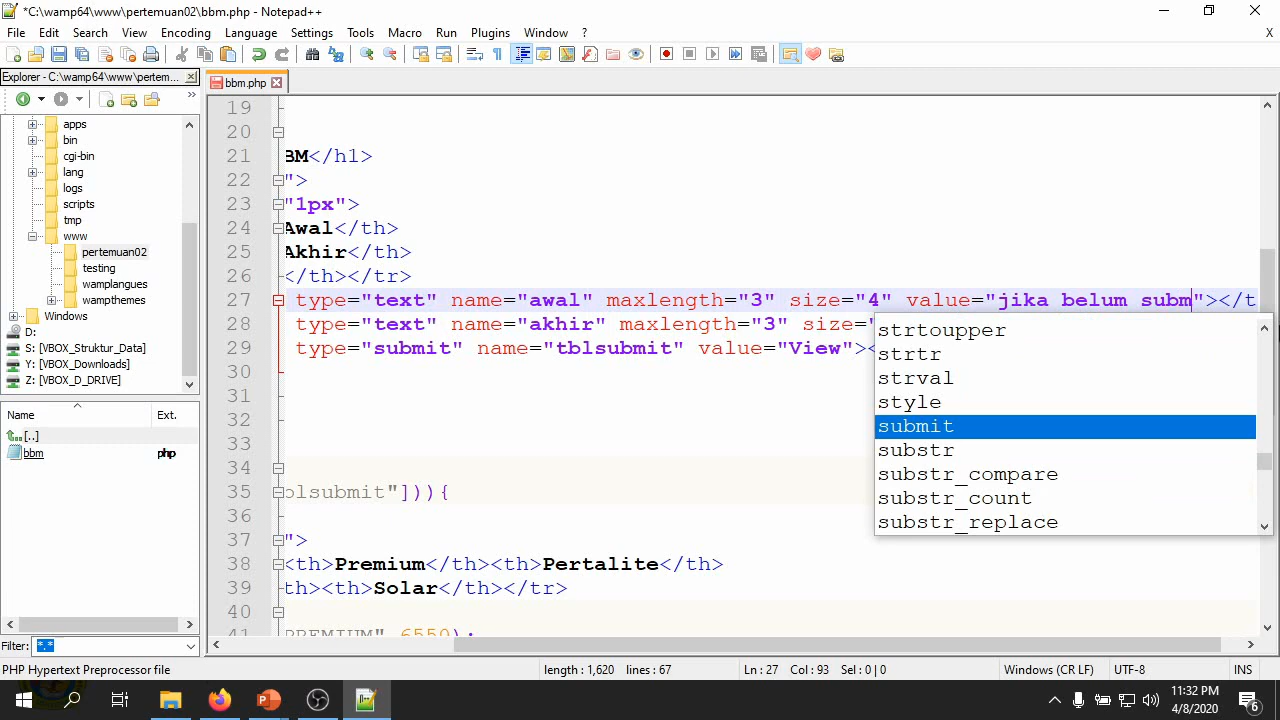 *C:\wamp64\www\pertemuan02\bbm.php - Notepad++
File Edit Search View Encoding Language Settings Tools Macro Run Plugins Window ? X
Explorer - C:\wamp64\www\pertem...
bbm.php
apps
bin
cgi-bin
lang
logs
scripts
tmp
www
pertemuan02
testing
wamplangues
wampthemes
Windows
D:
S: [VBOX_Struktur_Data]
Y: [VBOX_Downloads]
Z: [VBOX_D_DRIVE]
Name Ext.
[..]
bbm php
Filter: *.*
19
20
21 BM</h1>
22 ">
23 "1px">
24 Awal</th>
25 Akhir</th>
26 </th></tr>
27 type="text" name="awal" maxlength="3" size="4" value="jika belum subm"></t
28 type="text" name="akhir" maxlength="3" size="
29 type="submit" name="tblsubmit" value="View"><
30
31
32
33
34
35 blsubmit"])){
36
37 ">
38 <th>Premium</th><th>Pertalite</th>
39 th><th>Solar</th></tr>
40
41 PREMIUM",6550);
strtoupper
strtr
strval
style
submit
substr
substr_compare
substr_count
substr_replace
PHP Hypertext Preprocessor file length : 1,620 lines : 67 Ln : 27 Col : 93 Sel : 0 | 0 Windows (CR LF) UTF-8 INS
11:32 PM
4/8/2020
6